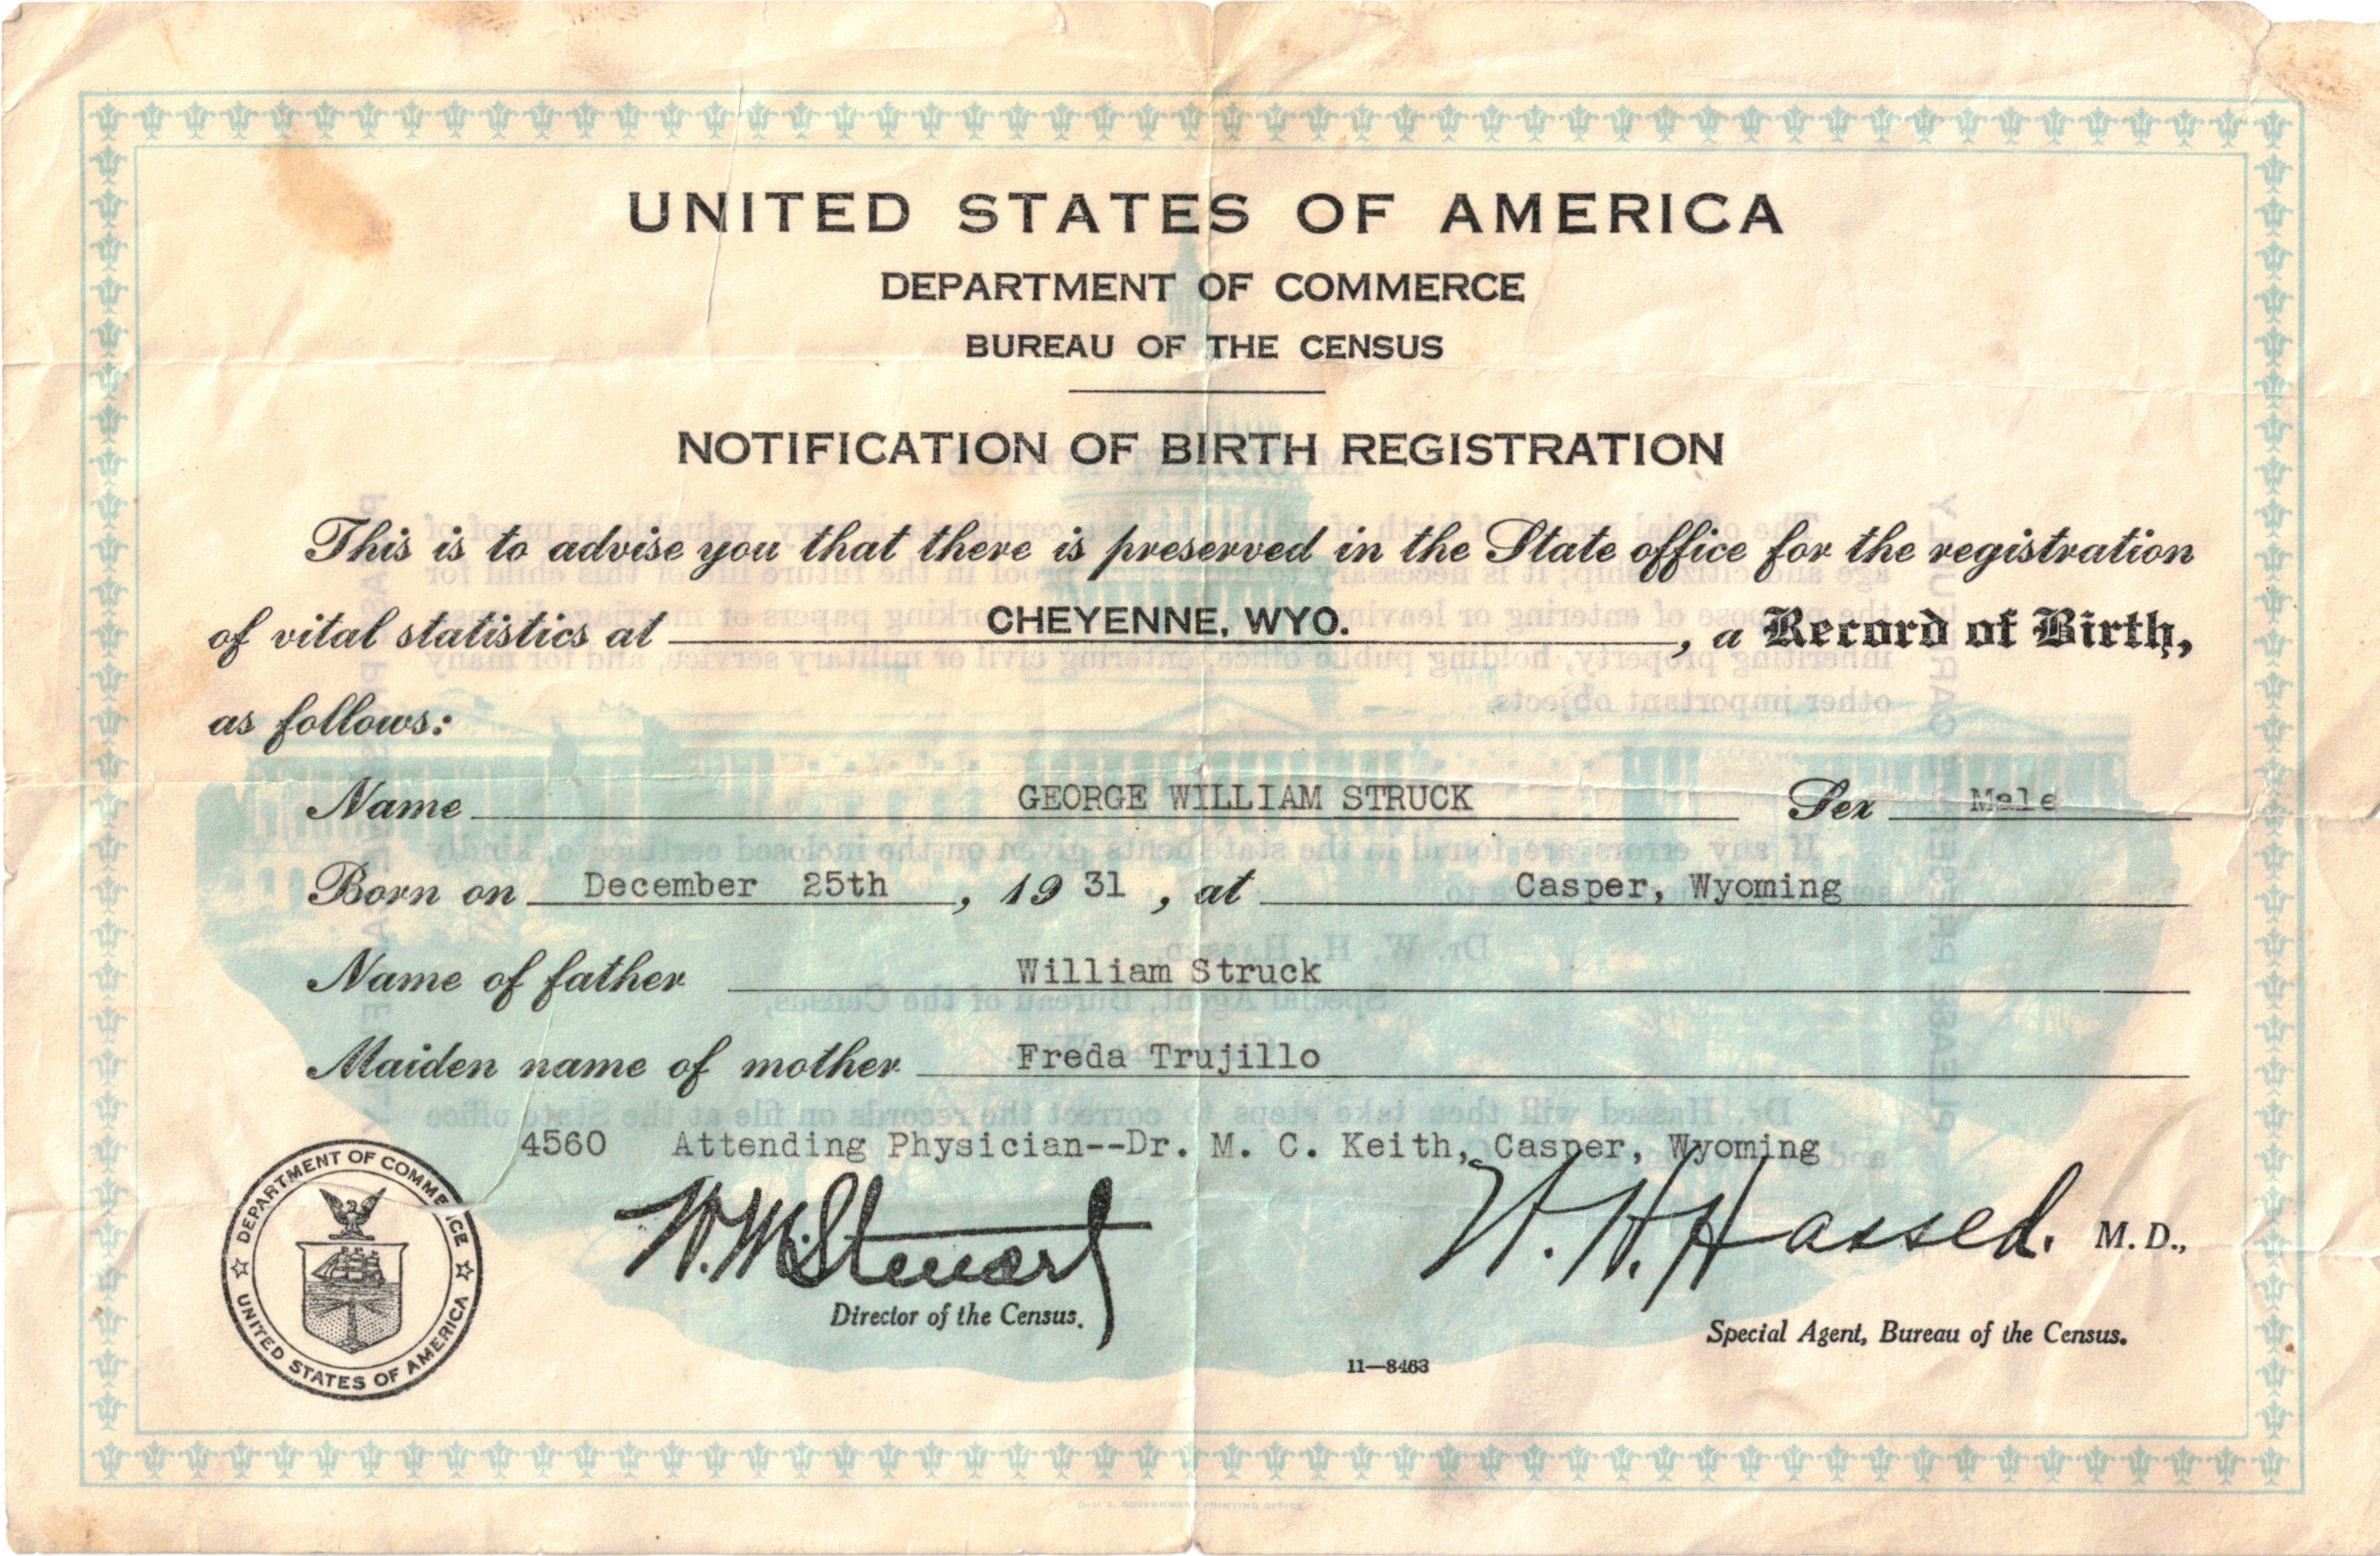 UNITED STATES OF AMERICA
DEPARTMENT OF COMMERCE
BUREAU OF THE CENSUS
NOTIFICATION OF BIRTH REGISTRATION
This is to advise you that there is preserved in the State office for the registration
of vital statistics at CHEYENNE, WYO., a Record of Birth,
as follows:
Name GEORGE WILLIAM STRUCK Sex Male
Born on December 25th, 1931, at Casper, Wyoming
Name of father William Struck
Maiden name of mother Freda Trujillo
4560 Attending Physician--Dr. M. C. Keith, Casper, Wyoming
DEPARTMENT OF COMMERCE
UNITED STATES OF AMERICA
W. M. Steuart
Director of the Census.
W. H. Hassed. M.D.,
Special Agent, Bureau of the Census.
11—8463
U.S. GOVERNMENT PRINTING OFFICE